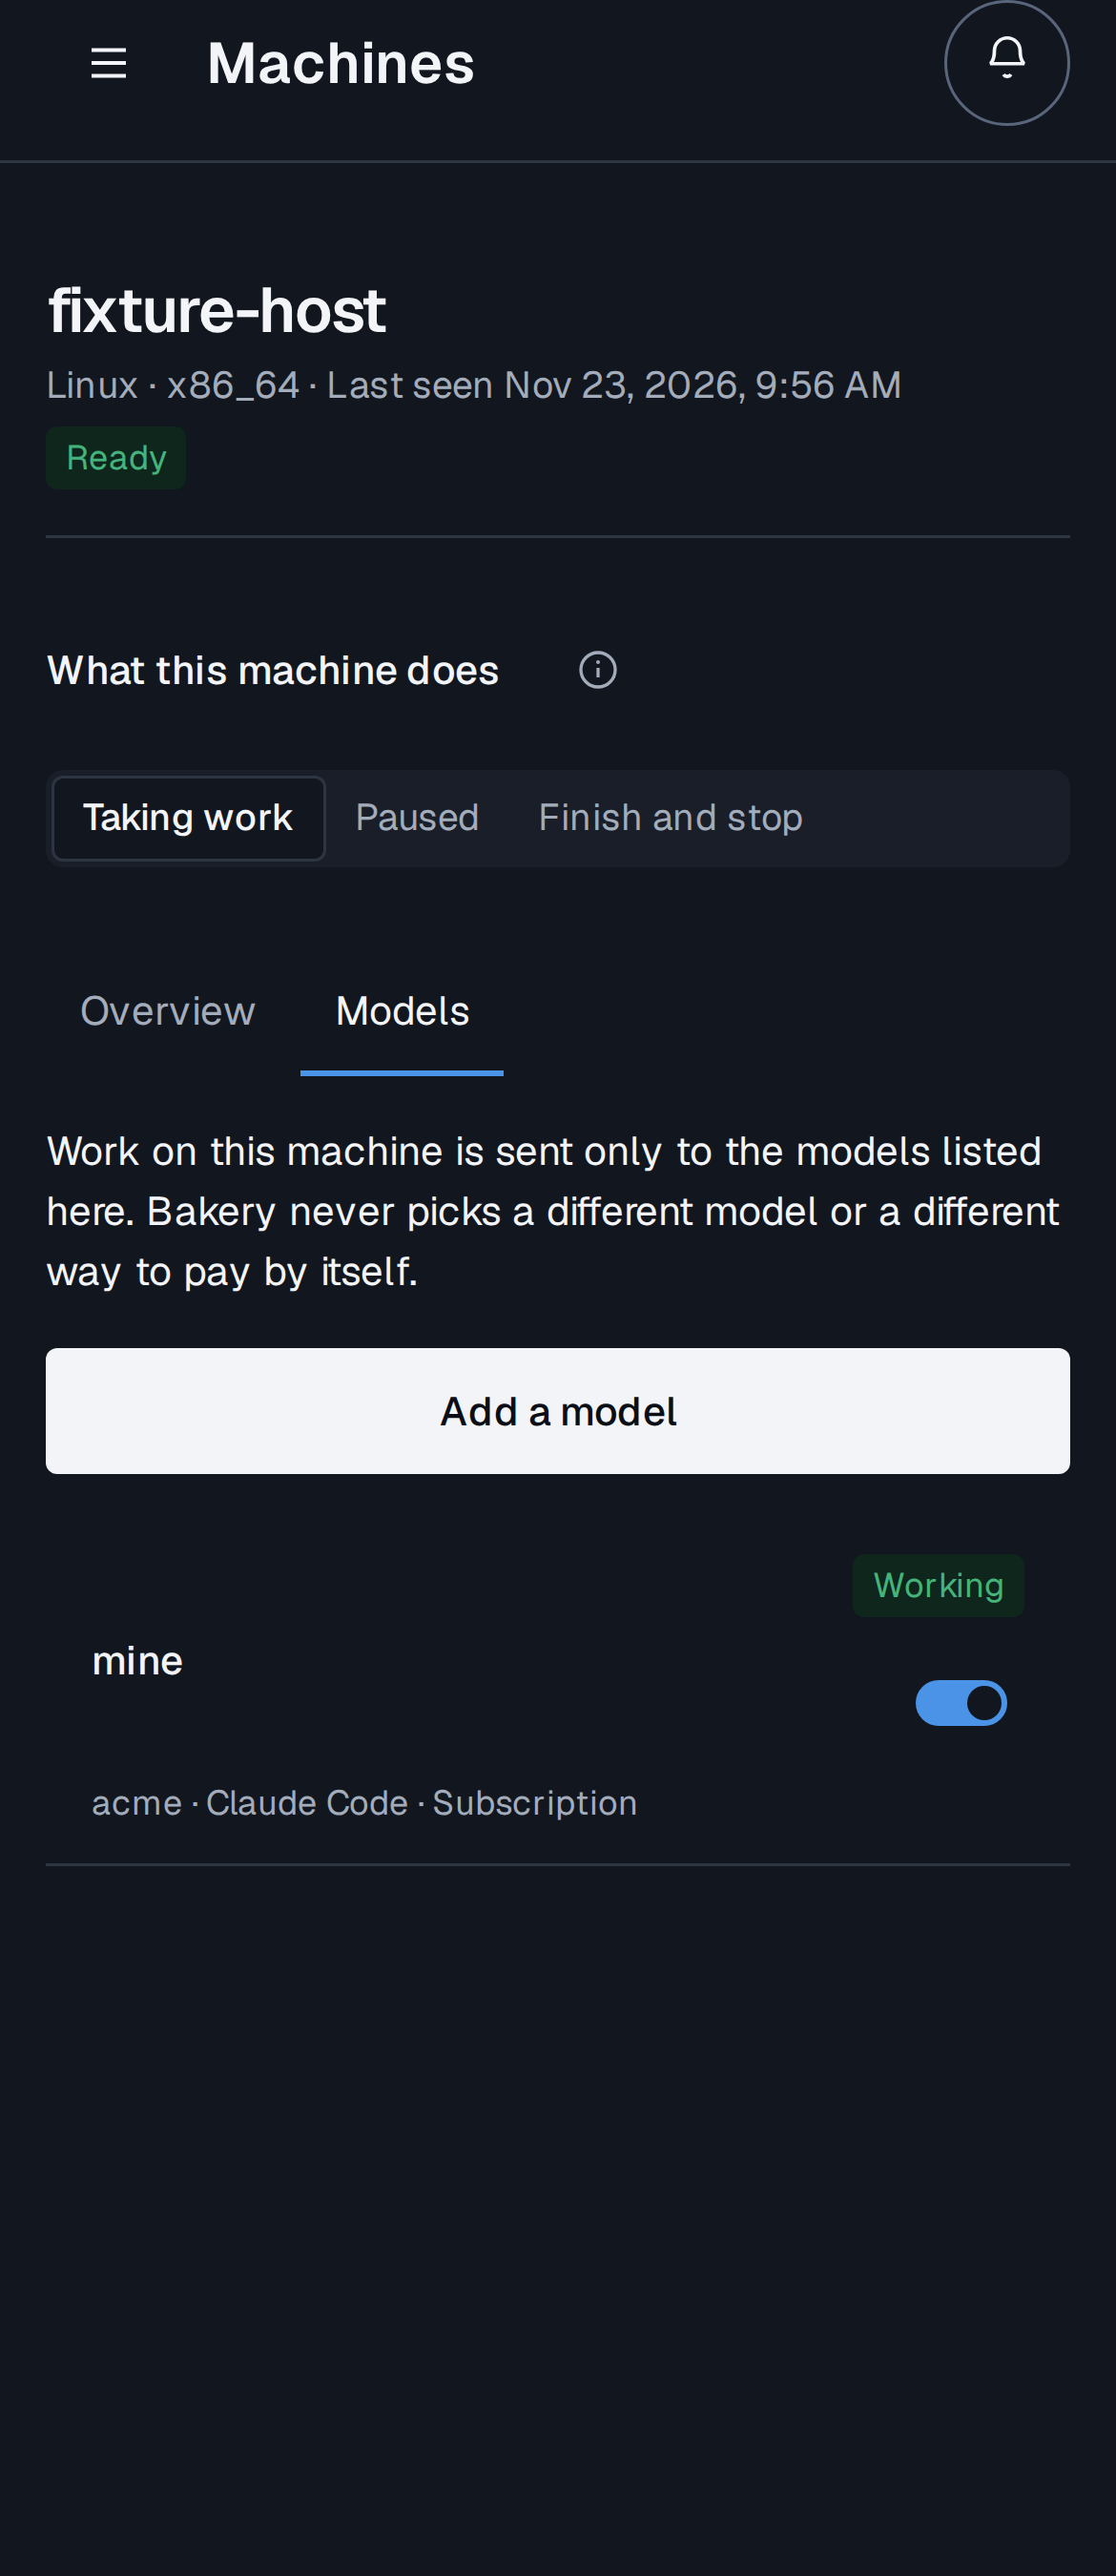 Machines
fixture-host
Linux · x86_64 · Last seen Nov 23, 2026, 9:56 AM
Ready
What this machine does
Taking work Paused Finish and stop
Overview Models
Work on this machine is sent only to the models listed
here. Bakery never picks a different model or a different
way to pay by itself.
Add a model
Working
mine
acme · Claude Code · Subscription